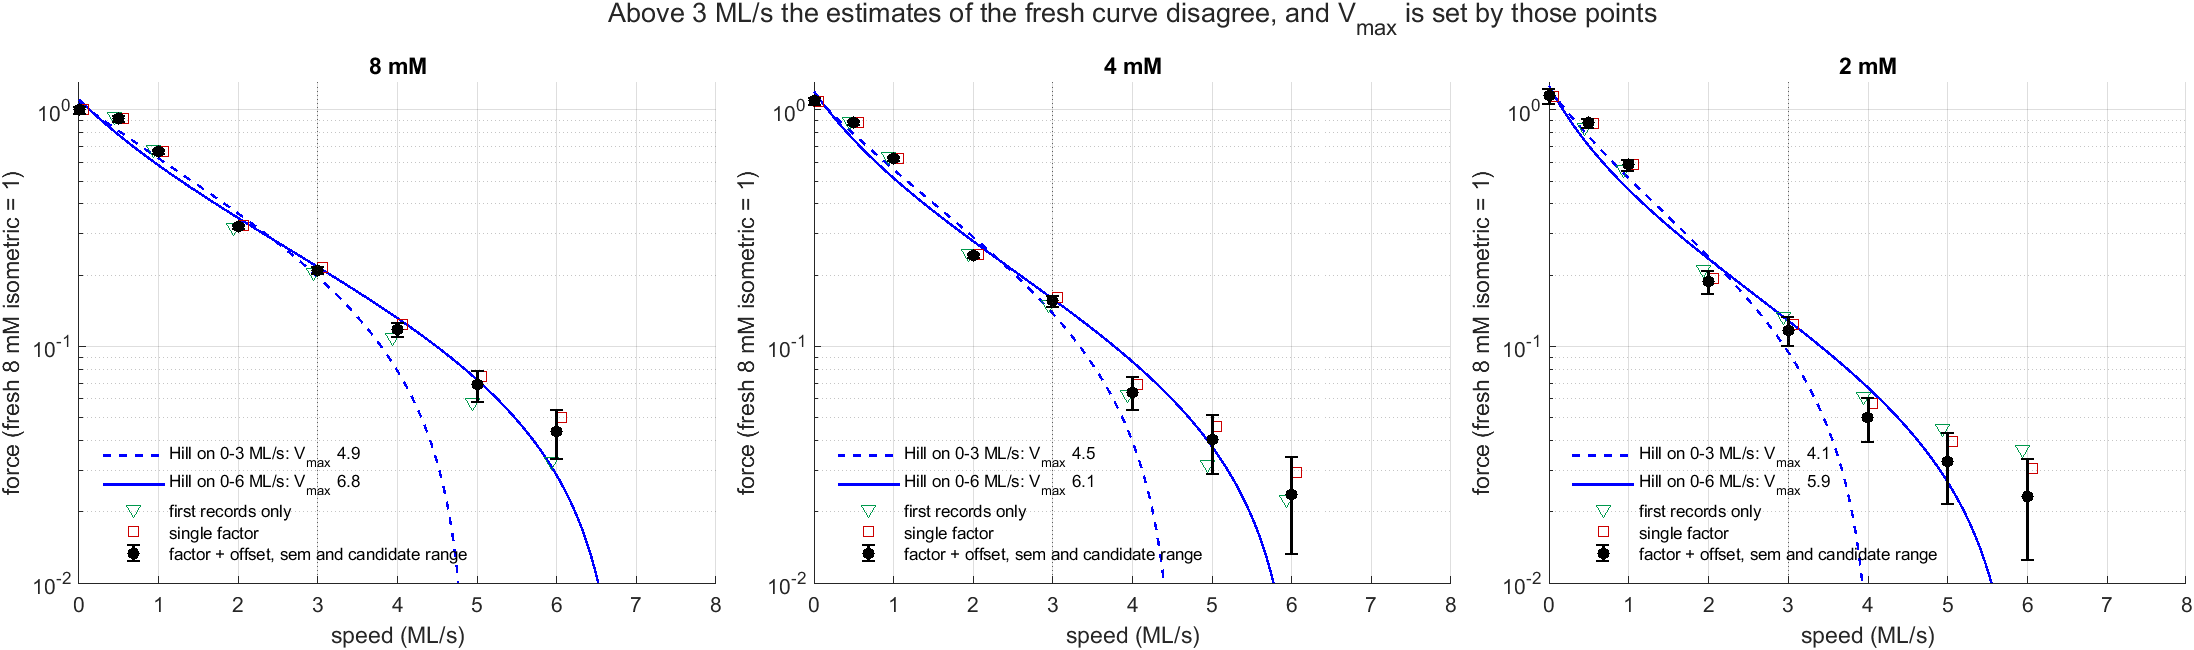 Above 3 ML/s the estimates of the fresh curve disagree, and Vmax is set by those points
8 mM
force (fresh 8 mM isometric = 1)
10^0
10^-1
10^-2
Hill on 0-3 ML/s: Vmax 4.9
Hill on 0-6 ML/s: Vmax 6.8
first records only
single factor
factor + offset, sem and candidate range
0 1 2 3 4 5 6 7 8
speed (ML/s)
4 mM
force (fresh 8 mM isometric = 1)
10^0
10^-1
10^-2
Hill on 0-3 ML/s: Vmax 4.5
Hill on 0-6 ML/s: Vmax 6.1
first records only
single factor
factor + offset, sem and candidate range
0 1 2 3 4 5 6 7 8
speed (ML/s)
2 mM
force (fresh 8 mM isometric = 1)
10^0
10^-1
10^-2
Hill on 0-3 ML/s: Vmax 4.1
Hill on 0-6 ML/s: Vmax 5.9
first records only
single factor
factor + offset, sem and candidate range
0 1 2 3 4 5 6 7 8
speed (ML/s)